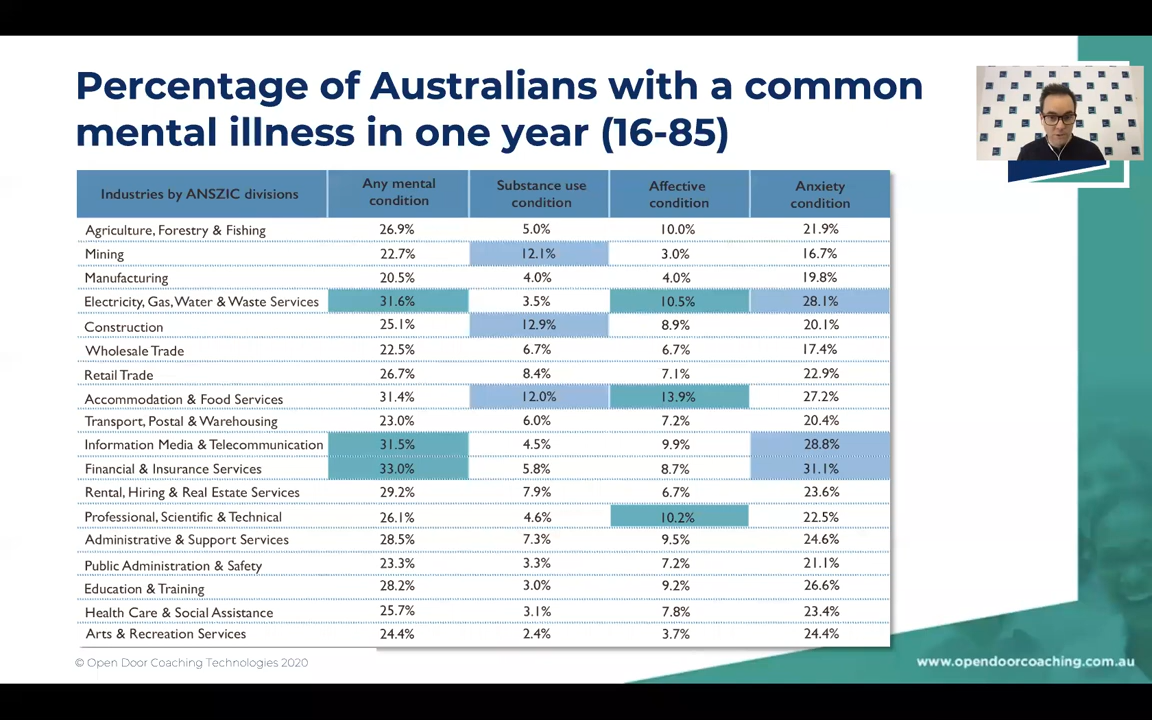 Percentage of Australians with a common
mental illness in one year (16-85)
Industries by ANSZIC divisions Any mental condition Substance use condition Affective condition Anxiety condition
Agriculture, Forestry & Fishing 26.9% 5.0% 10.0% 21.9%
Mining 22.7% 12.1% 3.0% 16.7%
Manufacturing 20.5% 4.0% 4.0% 19.8%
Electricity, Gas, Water & Waste Services 31.6% 3.5% 10.5% 28.1%
Construction 25.1% 12.9% 8.9% 20.1%
Wholesale Trade 22.5% 6.7% 6.7% 17.4%
Retail Trade 26.7% 8.4% 7.1% 22.9%
Accommodation & Food Services 31.4% 12.0% 13.9% 27.2%
Transport, Postal & Warehousing 23.0% 6.0% 7.2% 20.4%
Information Media & Telecommunication 31.5% 4.5% 9.9% 28.8%
Financial & Insurance Services 33.0% 5.8% 8.7% 31.1%
Rental, Hiring & Real Estate Services 29.2% 7.9% 6.7% 23.6%
Professional, Scientific & Technical 26.1% 4.6% 10.2% 22.5%
Administrative & Support Services 28.5% 7.3% 9.5% 24.6%
Public Administration & Safety 23.3% 3.3% 7.2% 21.1%
Education & Training 28.2% 3.0% 9.2% 26.6%
Health Care & Social Assistance 25.7% 3.1% 7.8% 23.4%
Arts & Recreation Services 24.4% 2.4% 3.7% 24.4%
© Open Door Coaching Technologies 2020
www.opendoorcoaching.com.au